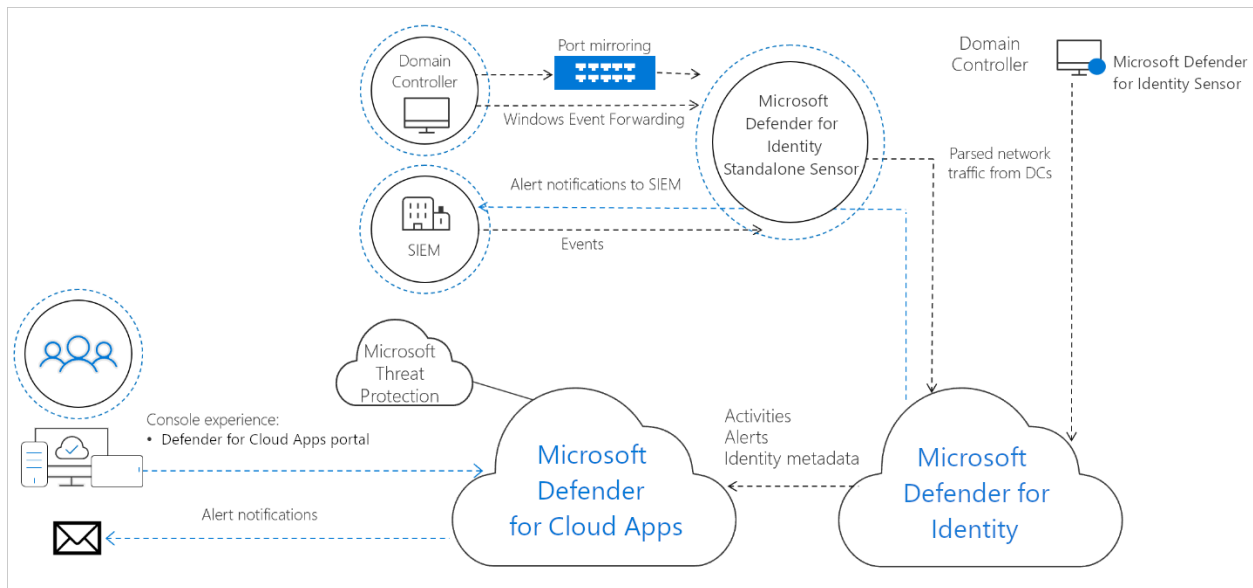 Port mirroring
Domain
Controller
Windows Event Forwarding
Microsoft
Defender for
Identity
Standalone Sensor
Domain
Controller
Microsoft Defender
for Identity Sensor
Parsed network
traffic from DCs
Alert notifications to SIEM
SIEM
Events
Microsoft
Threat
Protection
Console experience:
• Defender for Cloud Apps portal
Activities
Alerts
Identity metadata
Microsoft
Defender
for Cloud Apps
Microsoft
Defender for
Identity
Alert notifications